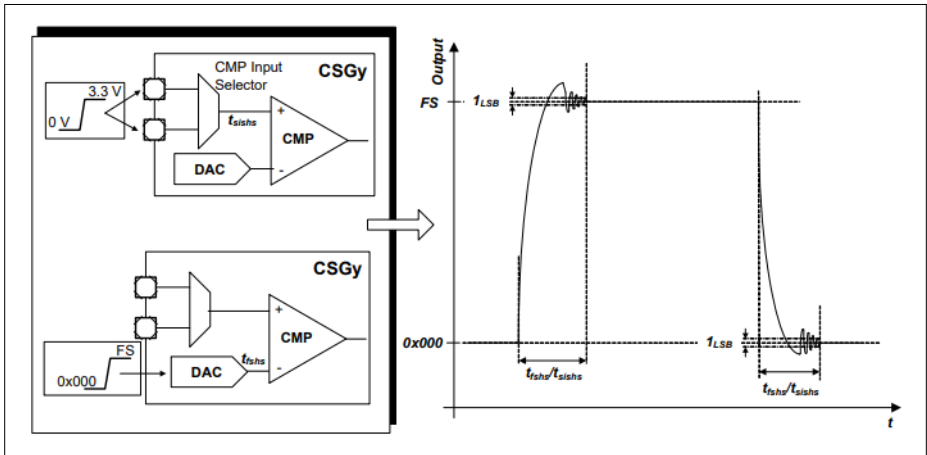 CSGy
CMP Input
Selector
3.3 V
0 V
tsishs
+
CMP
DAC
-
CSGy
+
CMP
FS
0x000
tfshs
DAC
-
Output
FS
1LSB
0x000
1LSB
tfshs/tsishs
tfshs/tsishs
t